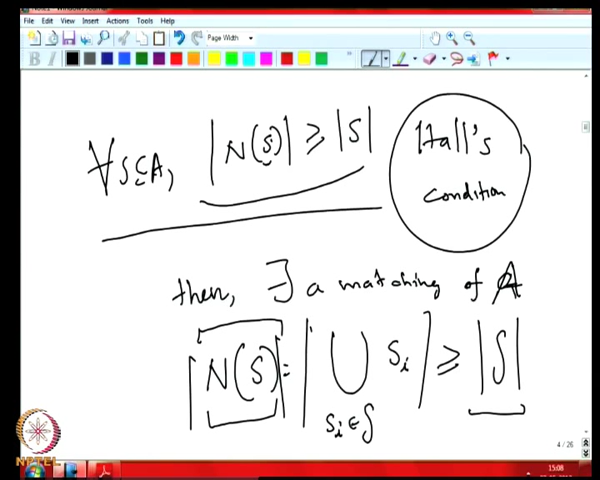 File Edit View Insert Actions Tools Help
Page Width
B I
∀S⊆A, |N(S)| ≥ |S| Hall's
condition
then, ∃ a matching of A
|N(S)| = |⋃ Sᵢ| ≥ |S|
Sᵢ ∈ S
NPTEL
4 / 26
15:08